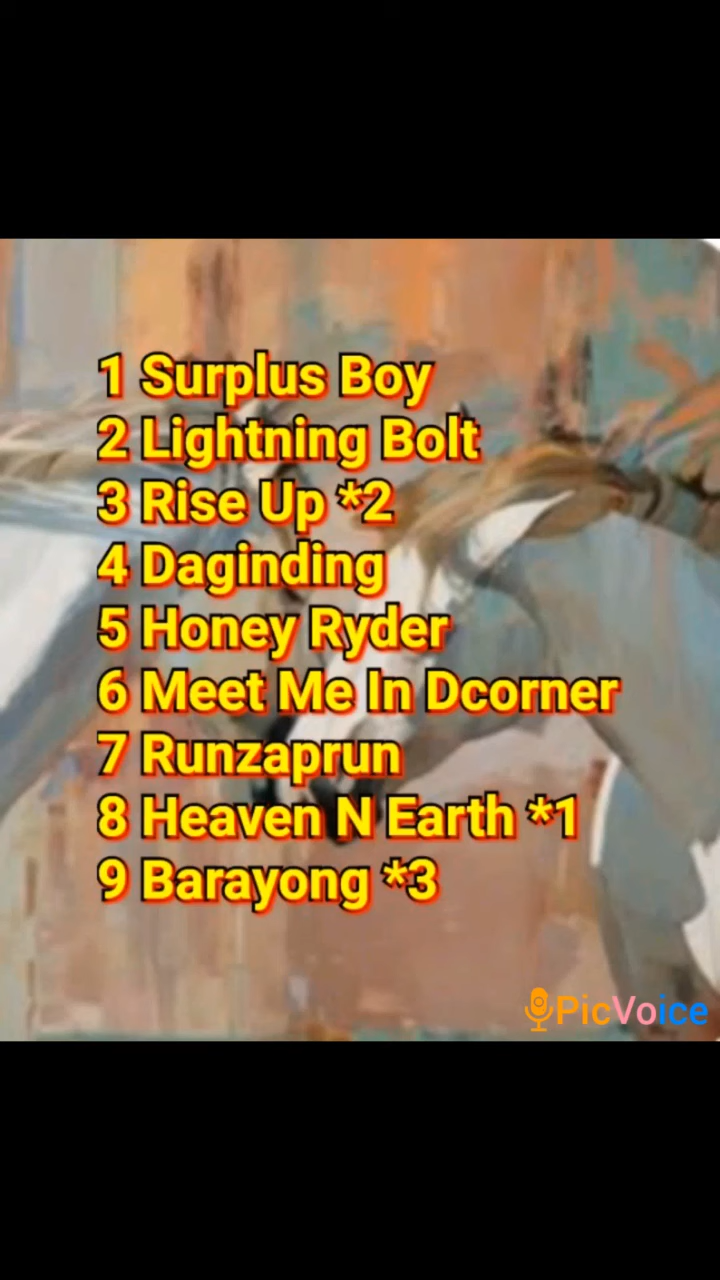 1 Surplus Boy
2 Lightning Bolt
3 Rise Up *2
4 Daginding
5 Honey Ryder
6 Meet Me In Dcorner
7 Runzaprun
8 Heaven N Earth *1
9 Barayong *3
PicVoice